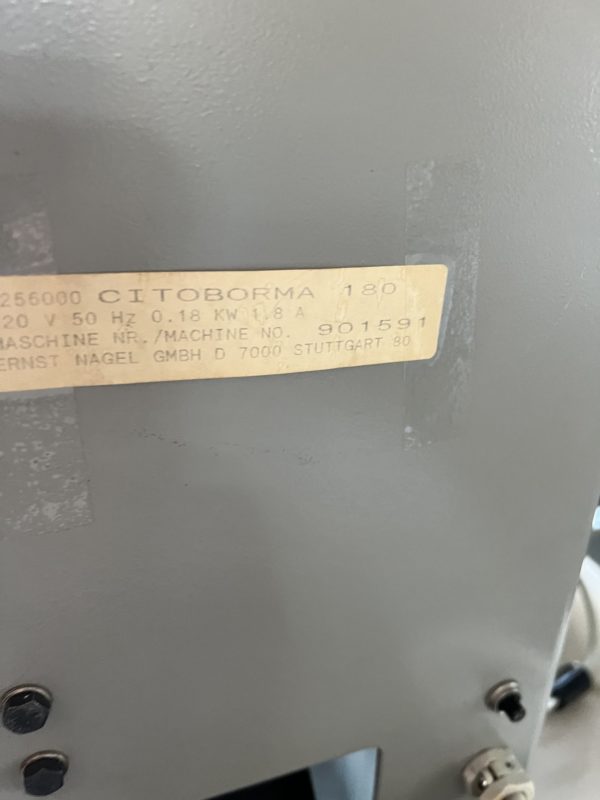 256000 CITOBORMA 180
20 V 50 Hz 0.18 KW 1.8 A
MASCHINE NR./MACHINE NO. 901591
ERNST NAGEL GMBH D 7000 STUTTGART 80